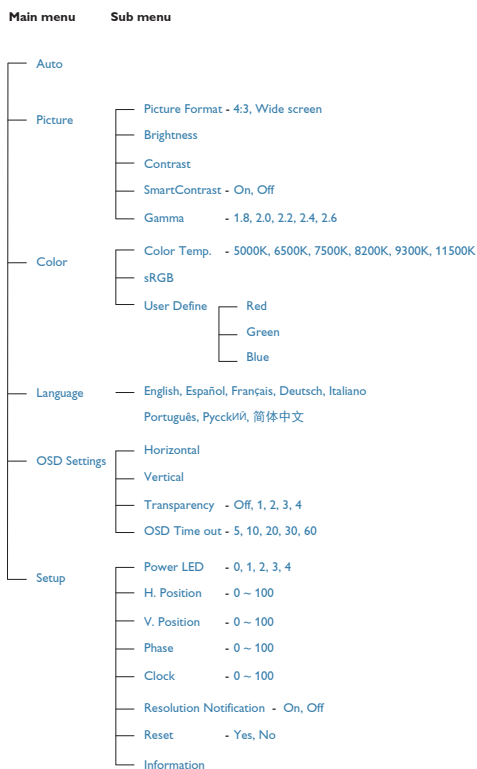 Main menu Sub menu
Auto
Picture
Picture Format - 4:3, Wide screen
Brightness
Contrast
SmartContrast - On, Off
Gamma - 1.8, 2.0, 2.2, 2.4, 2.6
Color
Color Temp. - 5000K, 6500K, 7500K, 8200K, 9300K, 11500K
sRGB
User Define
Red
Green
Blue
Language
English, Español, Français, Deutsch, Italiano
Português, Русский, 简体中文
OSD Settings
Horizontal
Vertical
Transparency - Off, 1, 2, 3, 4
OSD Time out - 5, 10, 20, 30, 60
Setup
Power LED - 0, 1, 2, 3, 4
H. Position - 0 ~ 100
V. Position - 0 ~ 100
Phase - 0 ~ 100
Clock - 0 ~ 100
Resolution Notification - On, Off
Reset - Yes, No
Information